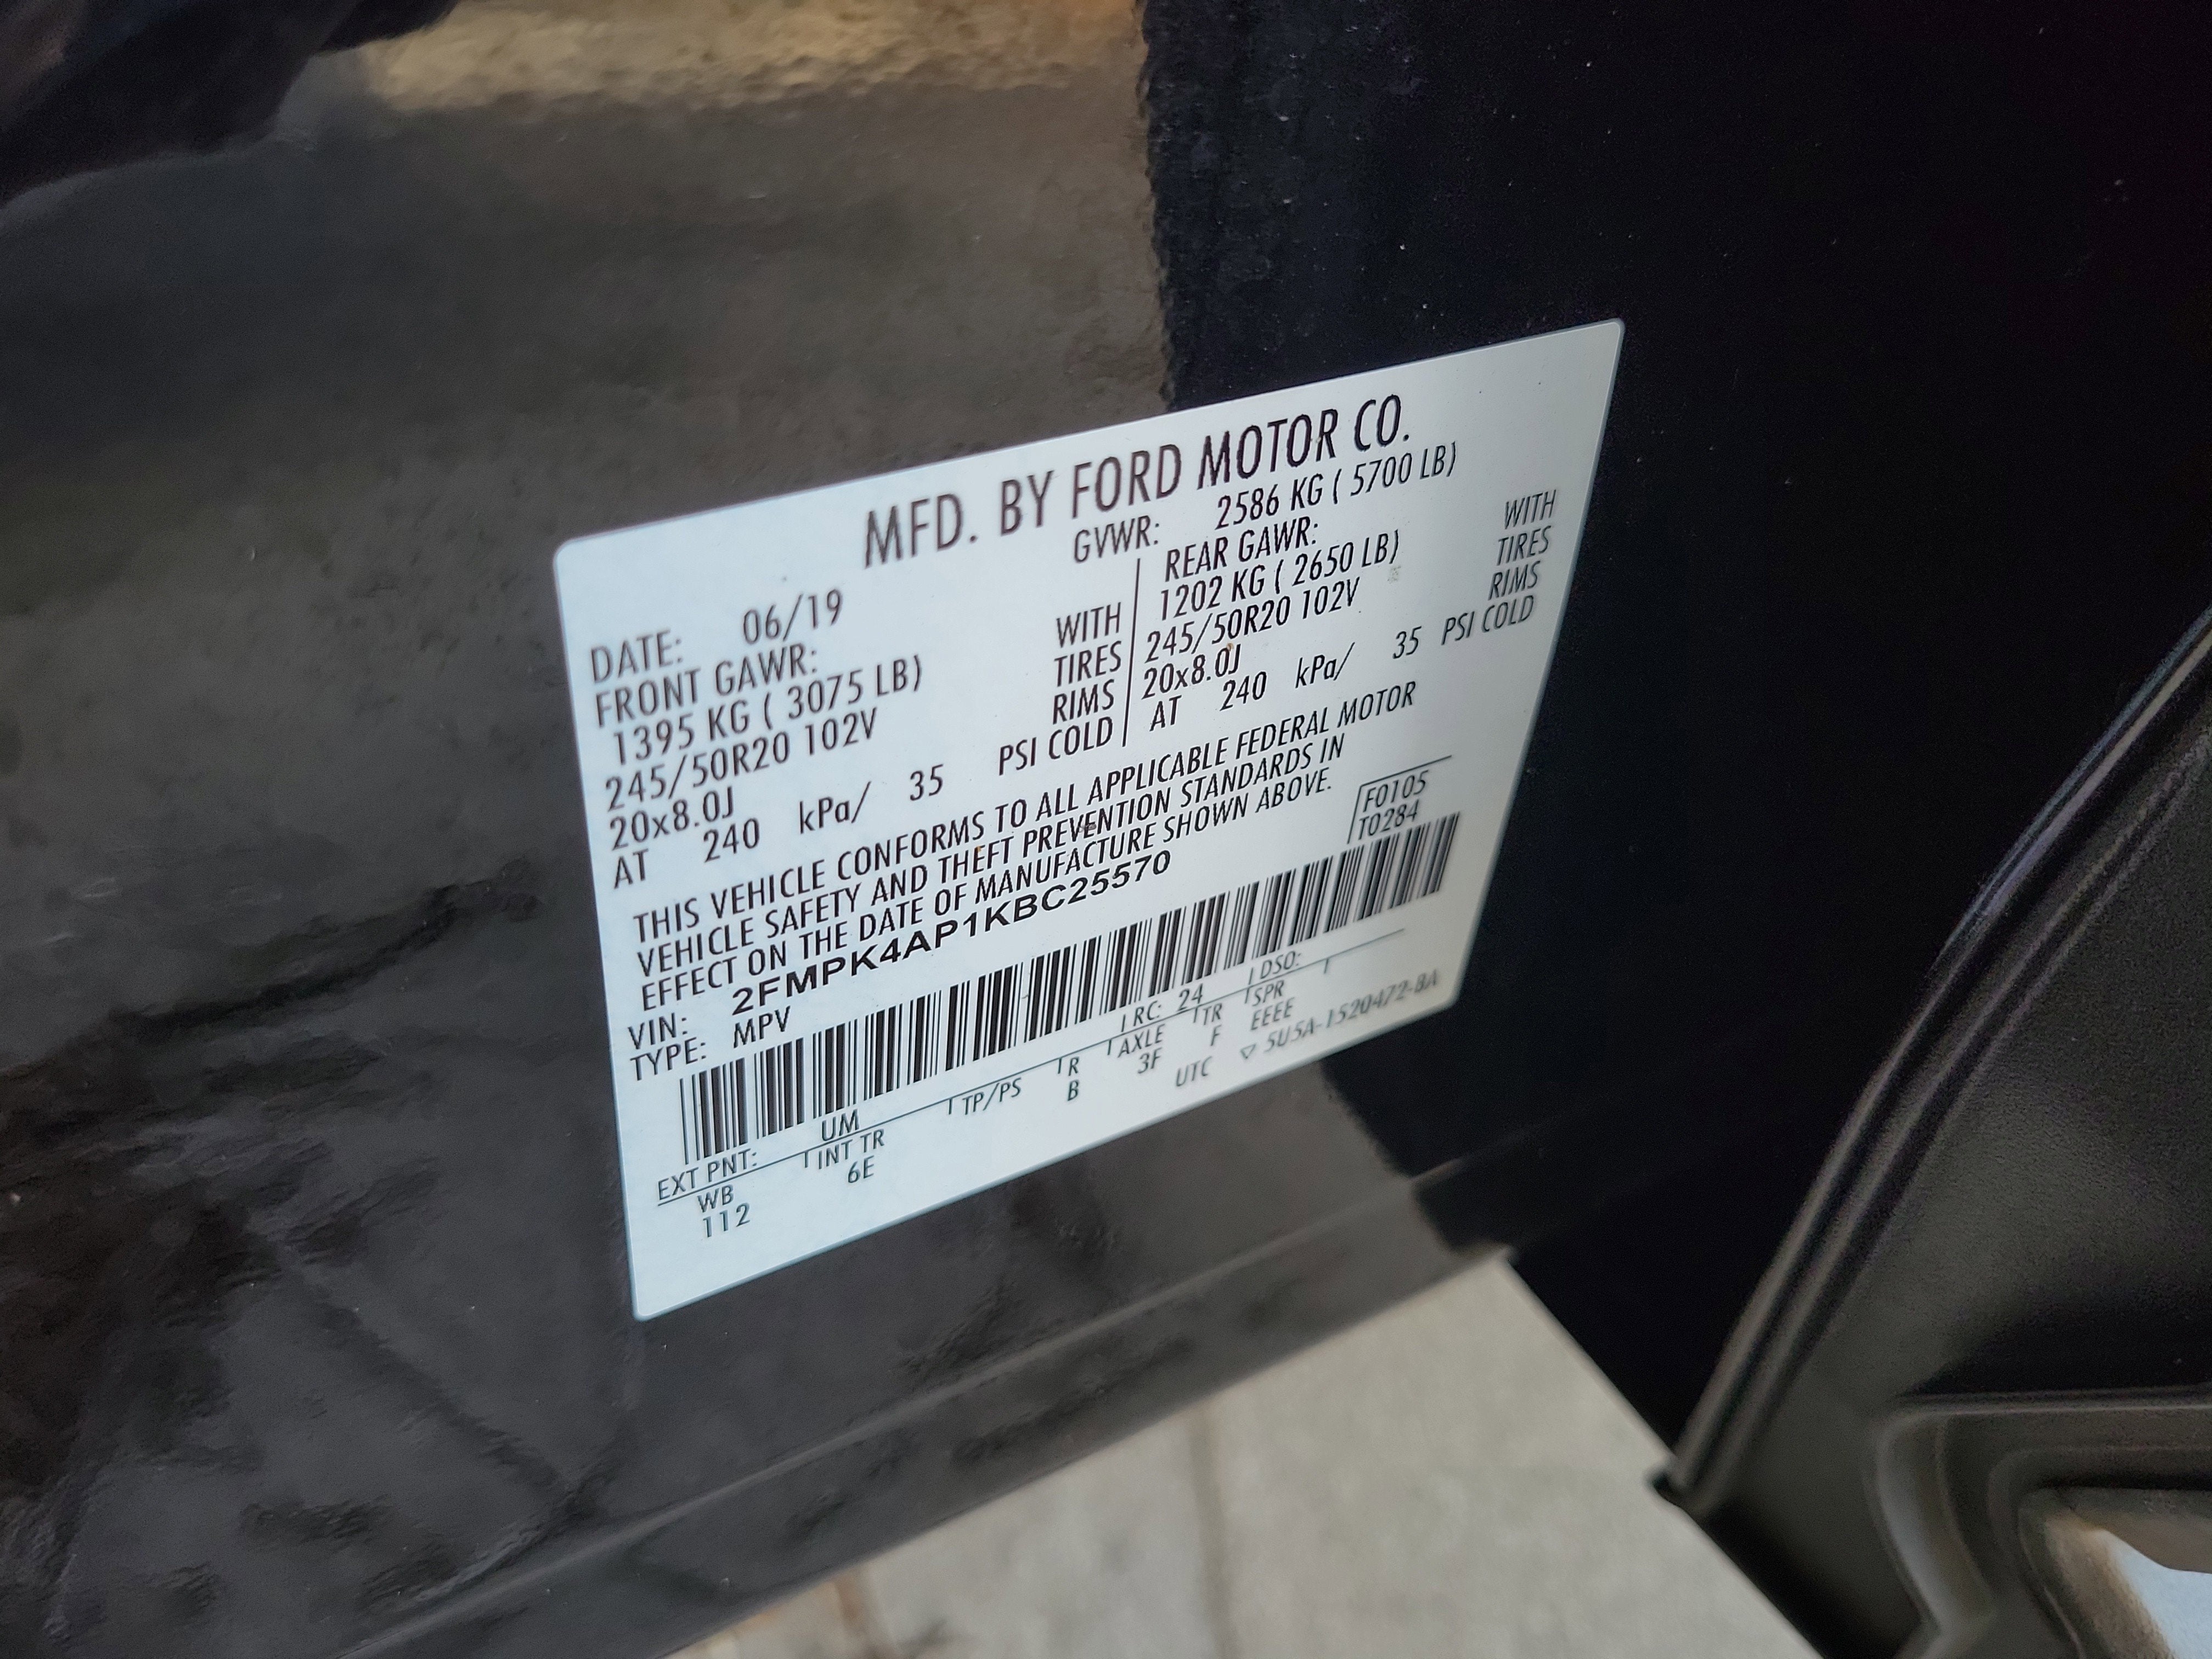 MFD. BY FORD MOTOR CO.
DATE: 06/19 GVWR: 2586 KG ( 5700 LB)
FRONT GAWR:
1395 KG ( 3075 LB) WITH
245/50R20 102V TIRES
20x8.0J RIMS
AT 240 kPa/ 35 PSI COLD
REAR GAWR:
1202 KG ( 2650 LB) WITH
245/50R20 102V TIRES
20x8.0J RIMS
AT 240 kPa/ 35 PSI COLD
THIS VEHICLE CONFORMS TO ALL APPLICABLE FEDERAL MOTOR
VEHICLE SAFETY AND THEFT PREVENTION STANDARDS IN
EFFECT ON THE DATE OF MANUFACTURE SHOWN ABOVE.
F0105
T0284
VIN: 2FMPK4AP1KBC25570
TYPE: MPV
EXT PNT: UM RC: 24 DSO:
WB INT TR TP/PS R AXLE TR SPR
112 6E B 3F F EEEE
UTC ▽ 5U5A-1520472-BA